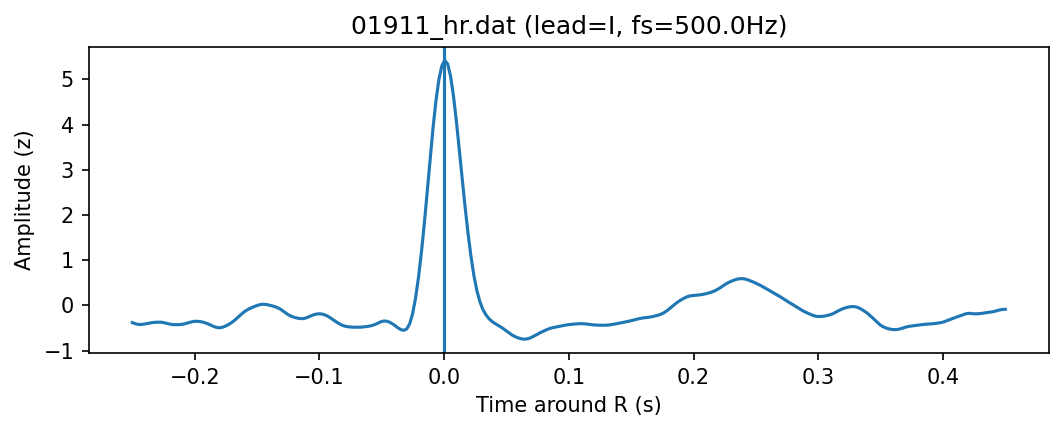 01911_hr.dat (lead=I, fs=500.0Hz)
Amplitude (z)
5
4
3
2
1
0
−1
−0.2 −0.1 0.0 0.1 0.2 0.3 0.4
Time around R (s)